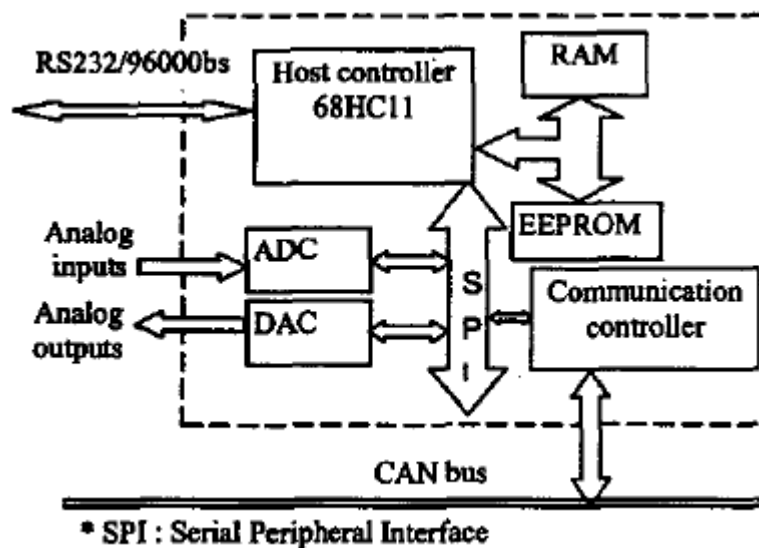 RS232/96000bs
Host controller
68HC11
RAM
EEPROM
Analog
inputs
ADC
Analog
outputs
DAC
S
P
I
Communication
controller
CAN bus
* SPI : Serial Peripheral Interface